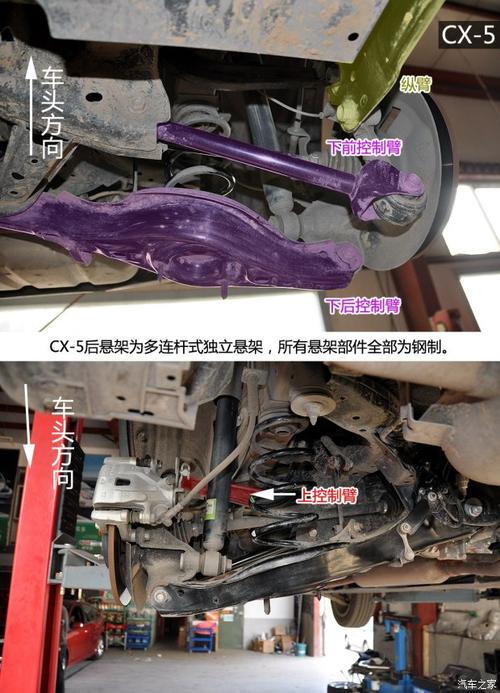 CX-5
车头方向
纵臂
下前控制臂
下后控制臂
CX-5后悬架为多连杆式独立悬架，所有悬架部件全部为钢制。
车头方向
上控制臂
汽车之家